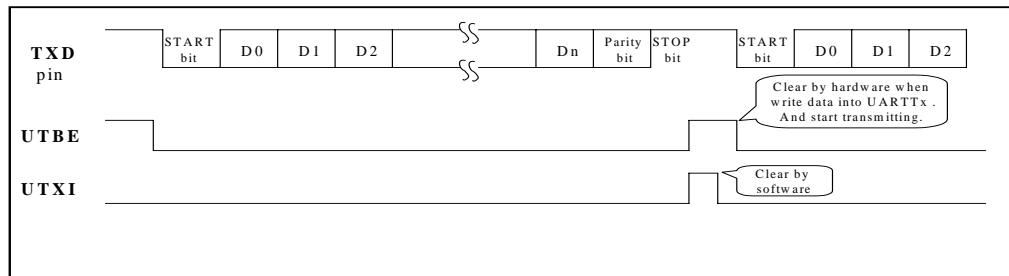 TXD
pin
START
bit
D0
D1
D2
Dn
Parity
bit
STOP
bit
START
bit
D0
D1
D2
Clear by hardware when
write data into UARTTx .
And start transmitting.
UTBE
UTXI
Clear by
software